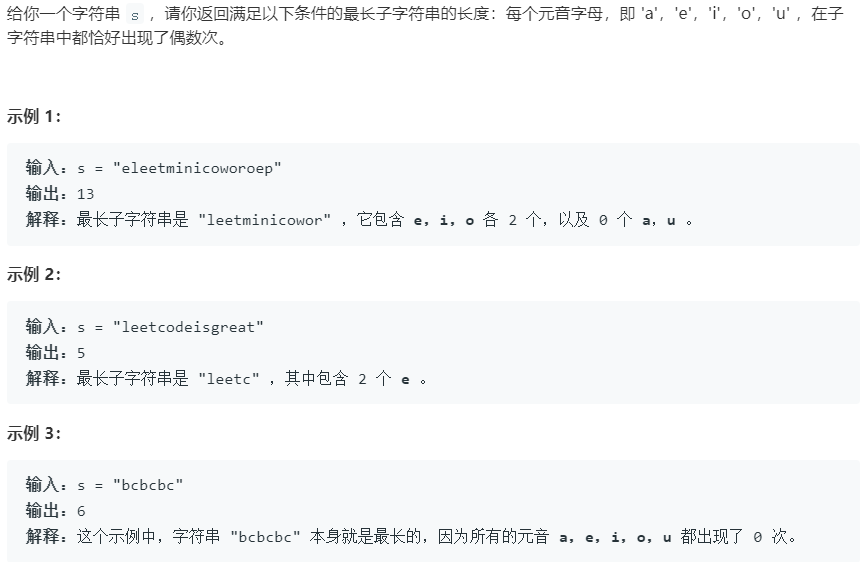 给你一个字符串 s ，请你返回满足以下条件的最长子字符串的长度：每个元音字母，即 'a'，'e'，'i'，'o'，'u' ，在子
字符串中都恰好出现了偶数次。
示例 1：
输入：s = "eleetminicoworoep"
输出：13
解释：最长子字符串是 "leetminicowor" ，它包含 e，i，o 各 2 个，以及 0 个 a，u 。
示例 2：
输入：s = "leetcodeisgreat"
输出：5
解释：最长子字符串是 "leetc" ，其中包含 2 个 e 。
示例 3：
输入：s = "bcbcbc"
输出：6
解释：这个示例中，字符串 "bcbcbc" 本身就是最长的，因为所有的元音 a，e，i，o，u 都出现了 0 次。